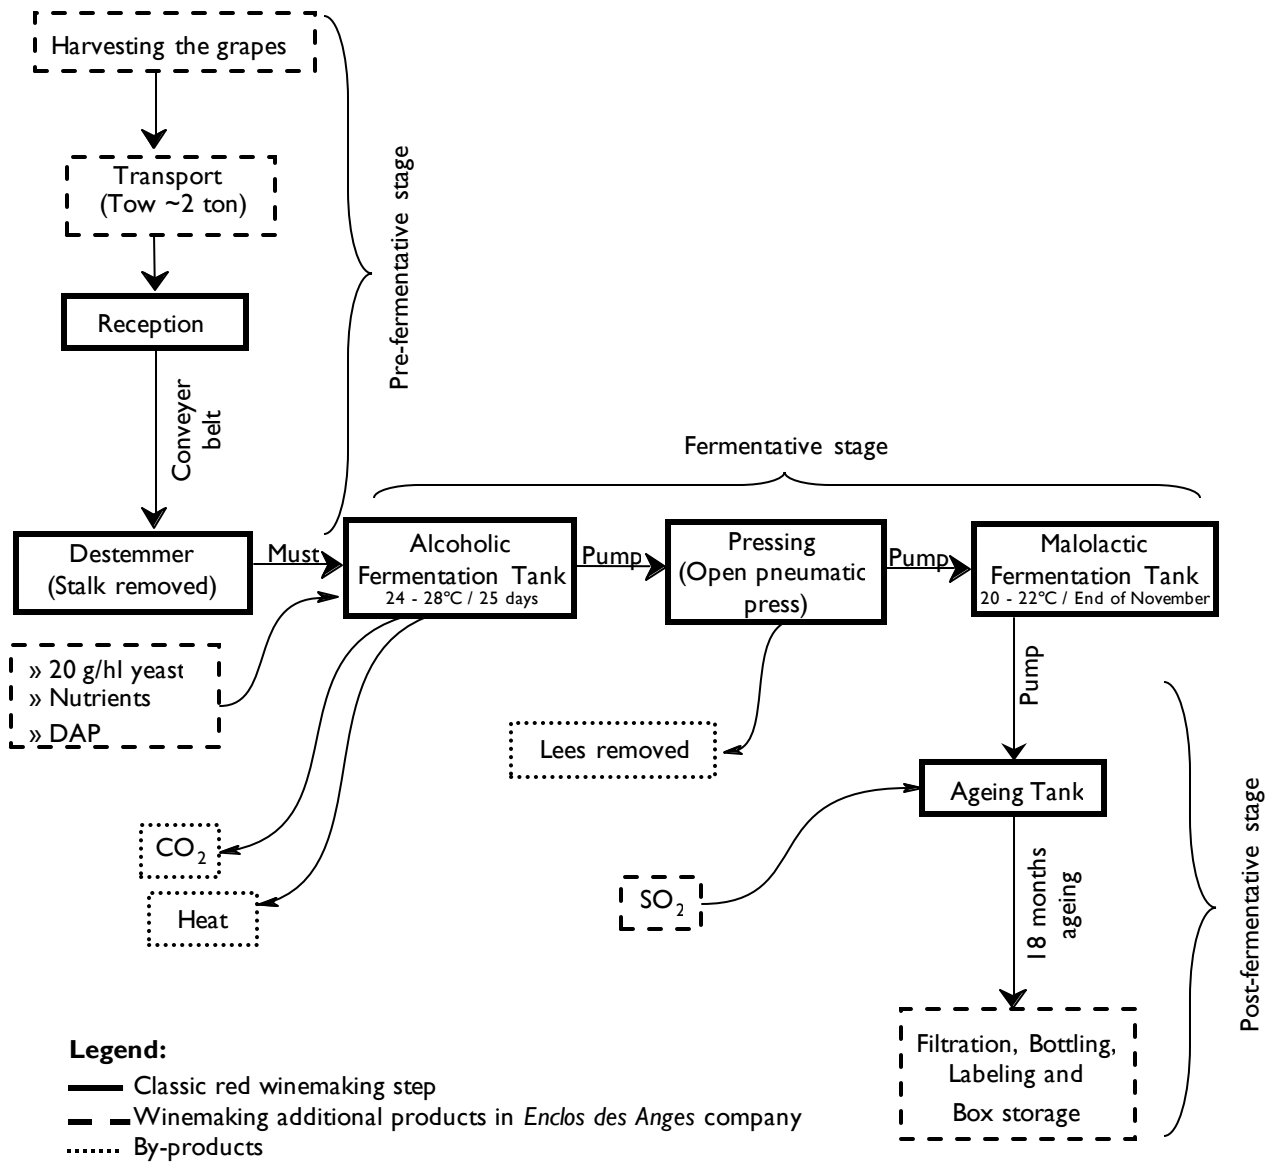 Harvesting the grapes
Transport
(Tow ~2 ton)
Reception
Conveyer
belt
Pre-fermentative stage
Fermentative stage
Destemmer
(Stalk removed)
Must
Alcoholic
Fermentation Tank
24 - 28°C / 25 days
Pump
Pressing
(Open pneumatic
press)
Pump
Malolactic
Fermentation Tank
20 - 22°C / End of November
» 20 g/hl yeast
» Nutrients
» DAP
Pump
Lees removed
Ageing Tank
CO2
Heat
SO2
18 months
ageing
Post-fermentative stage
Filtration, Bottling,
Labeling and
Box storage
Legend:
Classic red winemaking step
Winemaking additional products in Enclos des Anges company
By-products